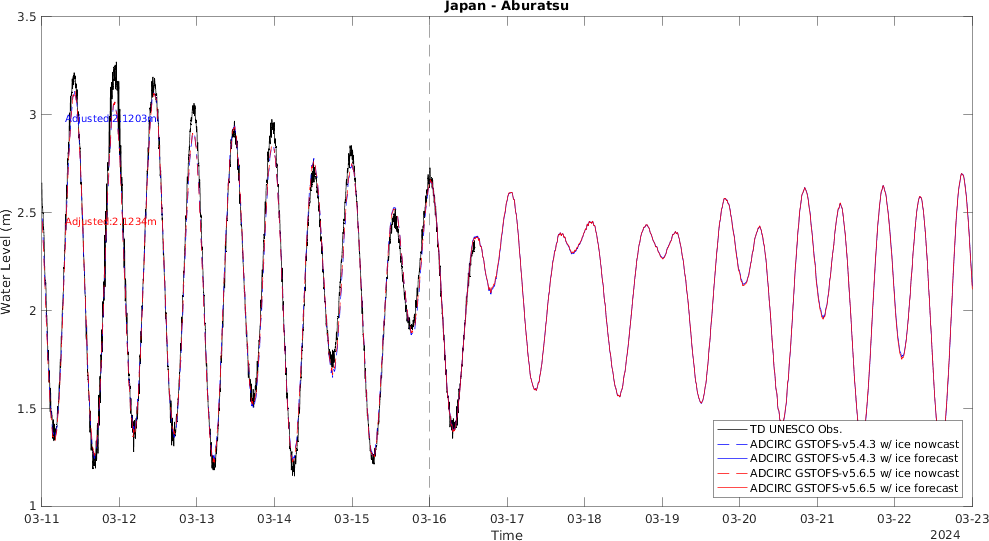 Japan - Aburatsu
3.5
3
2.5
2
1.5
1
Water Level (m)
Adjusted:2.1203m
Adjusted:2.1234m
TD UNESCO Obs.
ADCIRC GSTOFS-v5.4.3 w/ ice nowcast
ADCIRC GSTOFS-v5.4.3 w/ ice forecast
ADCIRC GSTOFS-v5.6.5 w/ ice nowcast
ADCIRC GSTOFS-v5.6.5 w/ ice forecast
03-11 03-12 03-13 03-14 03-15 03-16 03-17 03-18 03-19 03-20 03-21 03-22 03-23
Time
2024